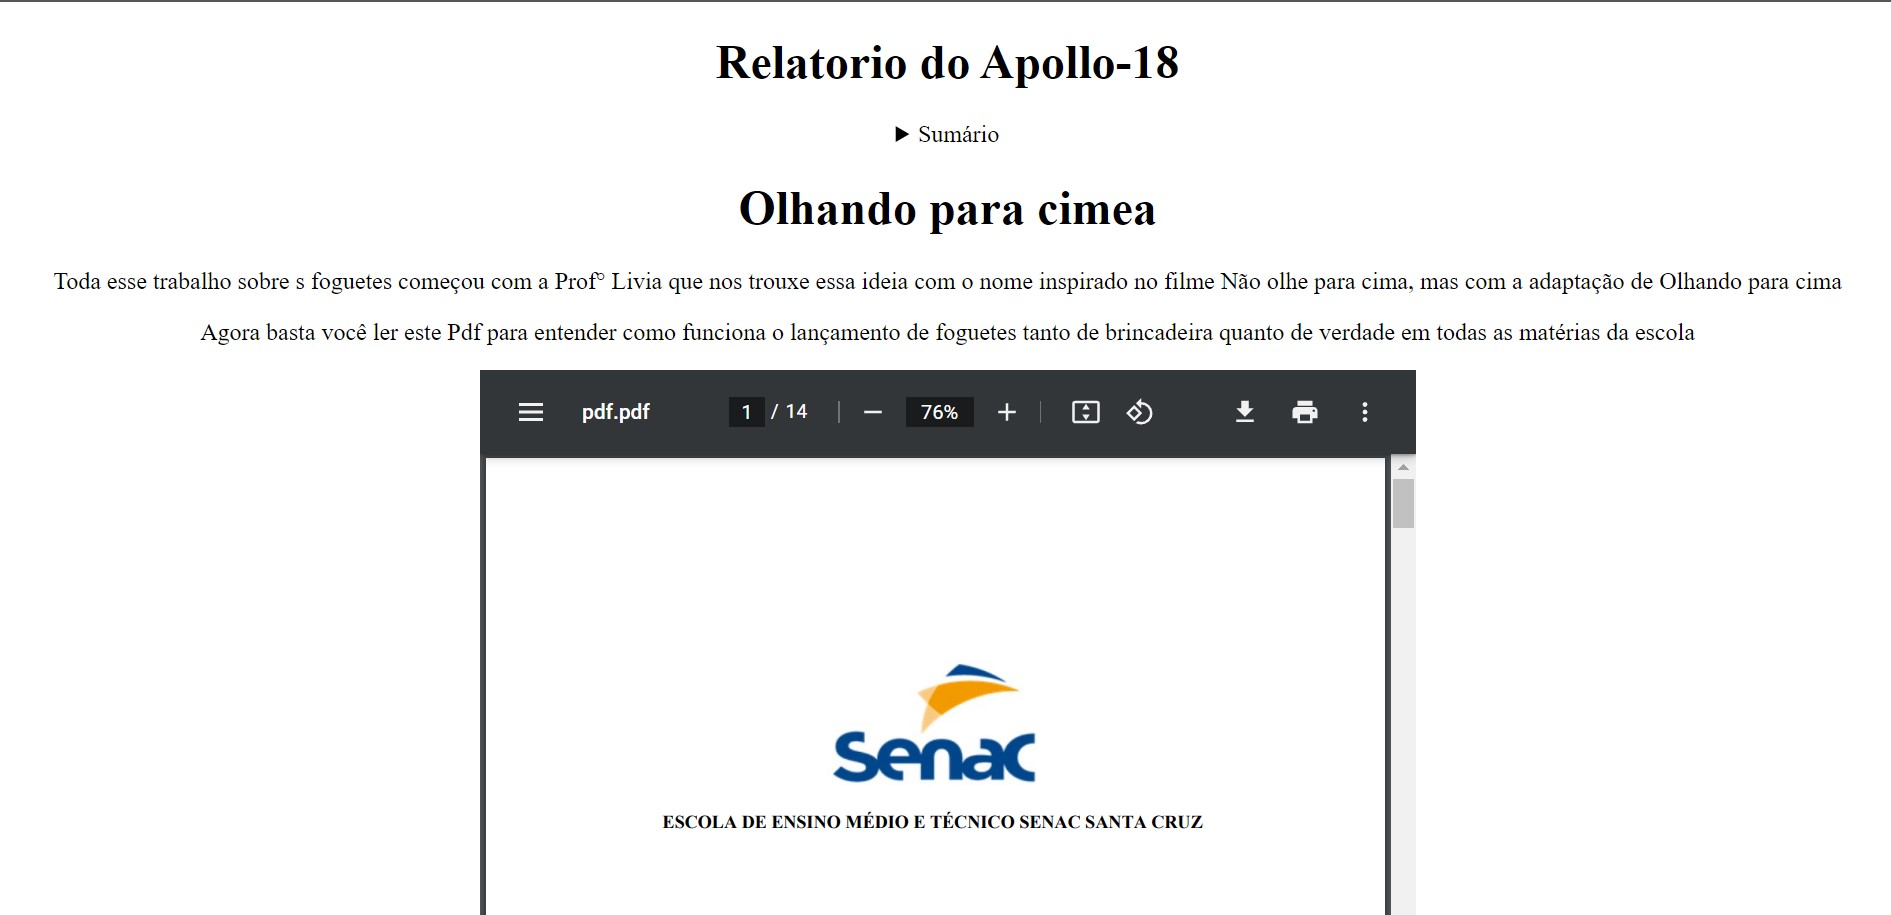 Relatorio do Apollo-18
▶ Sumário
Olhando para cimea
Toda esse trabalho sobre s foguetes começou com a Prof° Livia que nos trouxe essa ideia com o nome inspirado no filme Não olhe para cima, mas com a adaptação de Olhando para cima
Agora basta você ler este Pdf para entender como funciona o lançamento de foguetes tanto de brincadeira quanto de verdade em todas as matérias da escola
pdf.pdf 1 / 14 76%
Senac
ESCOLA DE ENSINO MÉDIO E TÉCNICO SENAC SANTA CRUZ